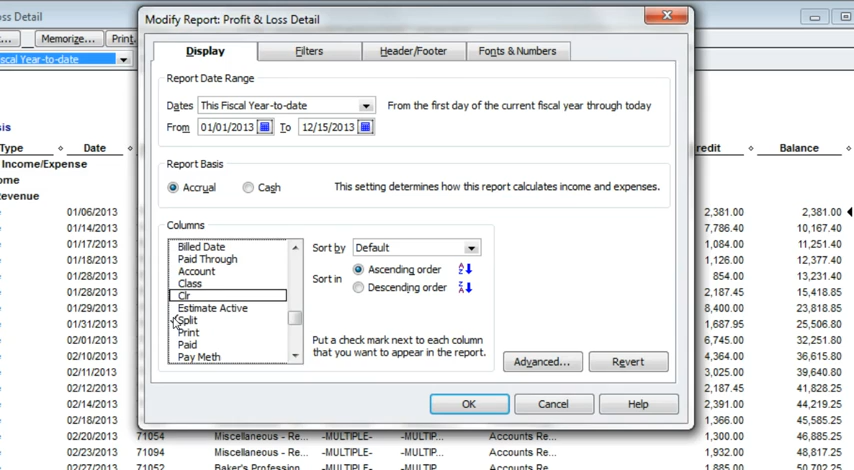 oss Detail
...
Memorize...
Print
scal Year-to-date
Modify Report: Profit & Loss Detail
Display
Filters
Header/Footer
Fonts & Numbers
Report Date Range
Dates
This Fiscal Year-to-date
From the first day of the current fiscal year through today
From
01/01/2013
To
12/15/2013
Report Basis
Accrual
Cash
This setting determines how this report calculates income and expenses.
Columns
Billed Date
Paid Through
Account
Class
Clr
Estimate Active
Split
Print
Paid
Pay Meth
Sort by
Default
Sort in
Ascending order
Descending order
Put a check mark next to each column
that you want to appear in the report.
Advanced...
Revert
OK
Cancel
Help
sis
Type
Date
redit
Balance
Income/Expense
ome
evenue
01/06/2013 2,381.00 2,381.00
01/14/2013 7,786.40 10,167.40
01/17/2013 1,084.00 11,251.40
01/18/2013 1,126.00 12,377.40
01/28/2013 854.00 13,231.40
01/28/2013 2,187.45 15,418.85
01/29/2013 8,400.00 23,818.85
01/31/2013 1,687.95 25,506.80
02/01/2013 6,745.00 32,251.80
02/10/2013 4,364.00 36,615.80
02/11/2013 3,025.00 39,640.80
02/12/2013 2,187.45 41,828.25
02/14/2013 2,391.00 44,219.25
02/18/2013 1,366.00 45,585.25
02/20/2013 71054 Miscellaneous - Re... -MULTIPLE- -MULTIP... Accounts Re... 1,300.00 46,885.25
02/23/2013 71094 Miscellaneous - Re... -MULTIPLE- -MULTIP... Accounts Re... 1,932.00 48,817.25
02/27/2013 71052 Baker's Profession... -MULTIPLE- -MULTIP... Accounts Re... 1,885.00 50,702.25